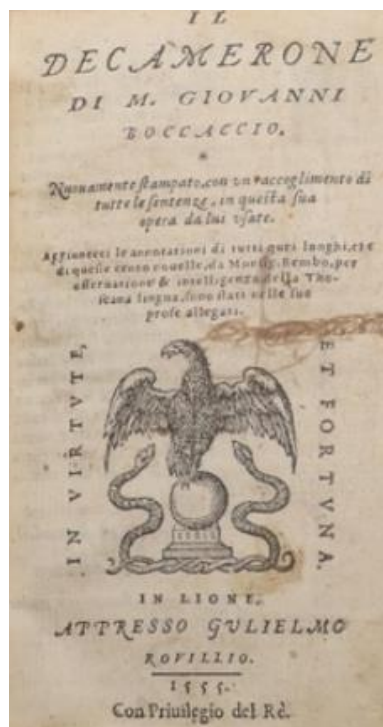 IL
DECAMERONE
DI M. GIOVANNI
BOCCACCIO.
Nuouamente stampato, con vn raccoglimento di
tutte le sentenze, in questa sua
opera da lui vsate.
Aggiunteci le annotationi di tutti quei luoghi, che
di queste cento nouelle, da Monsig. Bembo, per
osseruatione & intelligenza della Tho-
scana lingua, sono stati nelle sue
prose allegati.
IN VIRTVTE,
ET FORTVNA.
IN LIONE,
APPRESSO GVLIELMO
ROVILLIO.
1555.
Con Priuilegio del Rè.